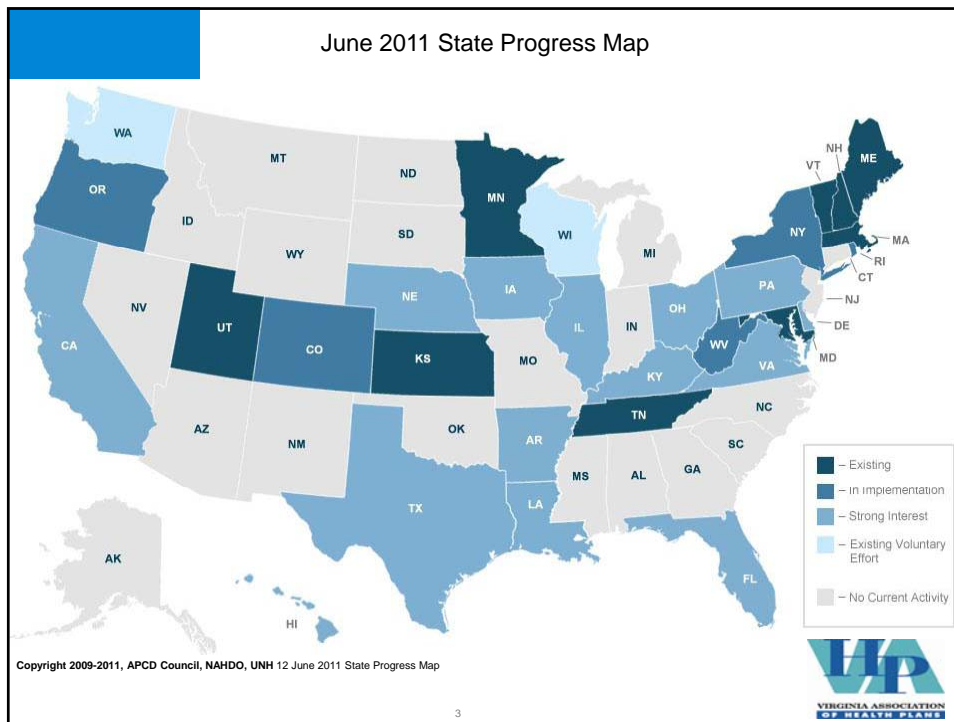 June 2011 State Progress Map
WA
MT
ND
MN
VT
NH
ME
OR
ID
SD
WI
NY
MA
WY
MI
RI
CT
NV
NE
IA
PA
NJ
CA
UT
CO
KS
IL
IN
OH
DE
MO
WV
MD
KY
VA
AZ
NM
OK
AR
TN
NC
MS
AL
GA
SC
TX
LA
AK
HI
FL
– Existing
– In Implementation
– Strong Interest
– Existing Voluntary
Effort
– No Current Activity
Copyright 2009-2011, APCD Council, NAHDO, UNH 12 June 2011 State Progress Map
3
VAHP
VIRGINIA ASSOCIATION
OF HEALTH PLANS